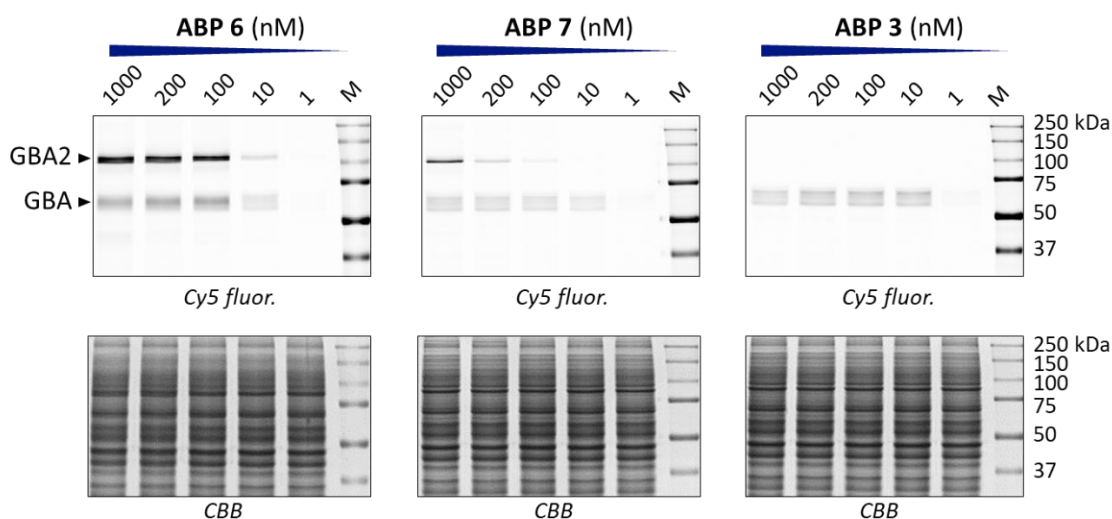 ABP 6 (nM) ABP 7 (nM) ABP 3 (nM)
1000 200 100 10 1 M 1000 200 100 10 1 M 1000 200 100 10 1 M
250 kDa
150
GBA2 100
75
GBA
50
37
Cy5 fluor. Cy5 fluor. Cy5 fluor.
250 kDa
150
100
75
50
37
CBB CBB CBB